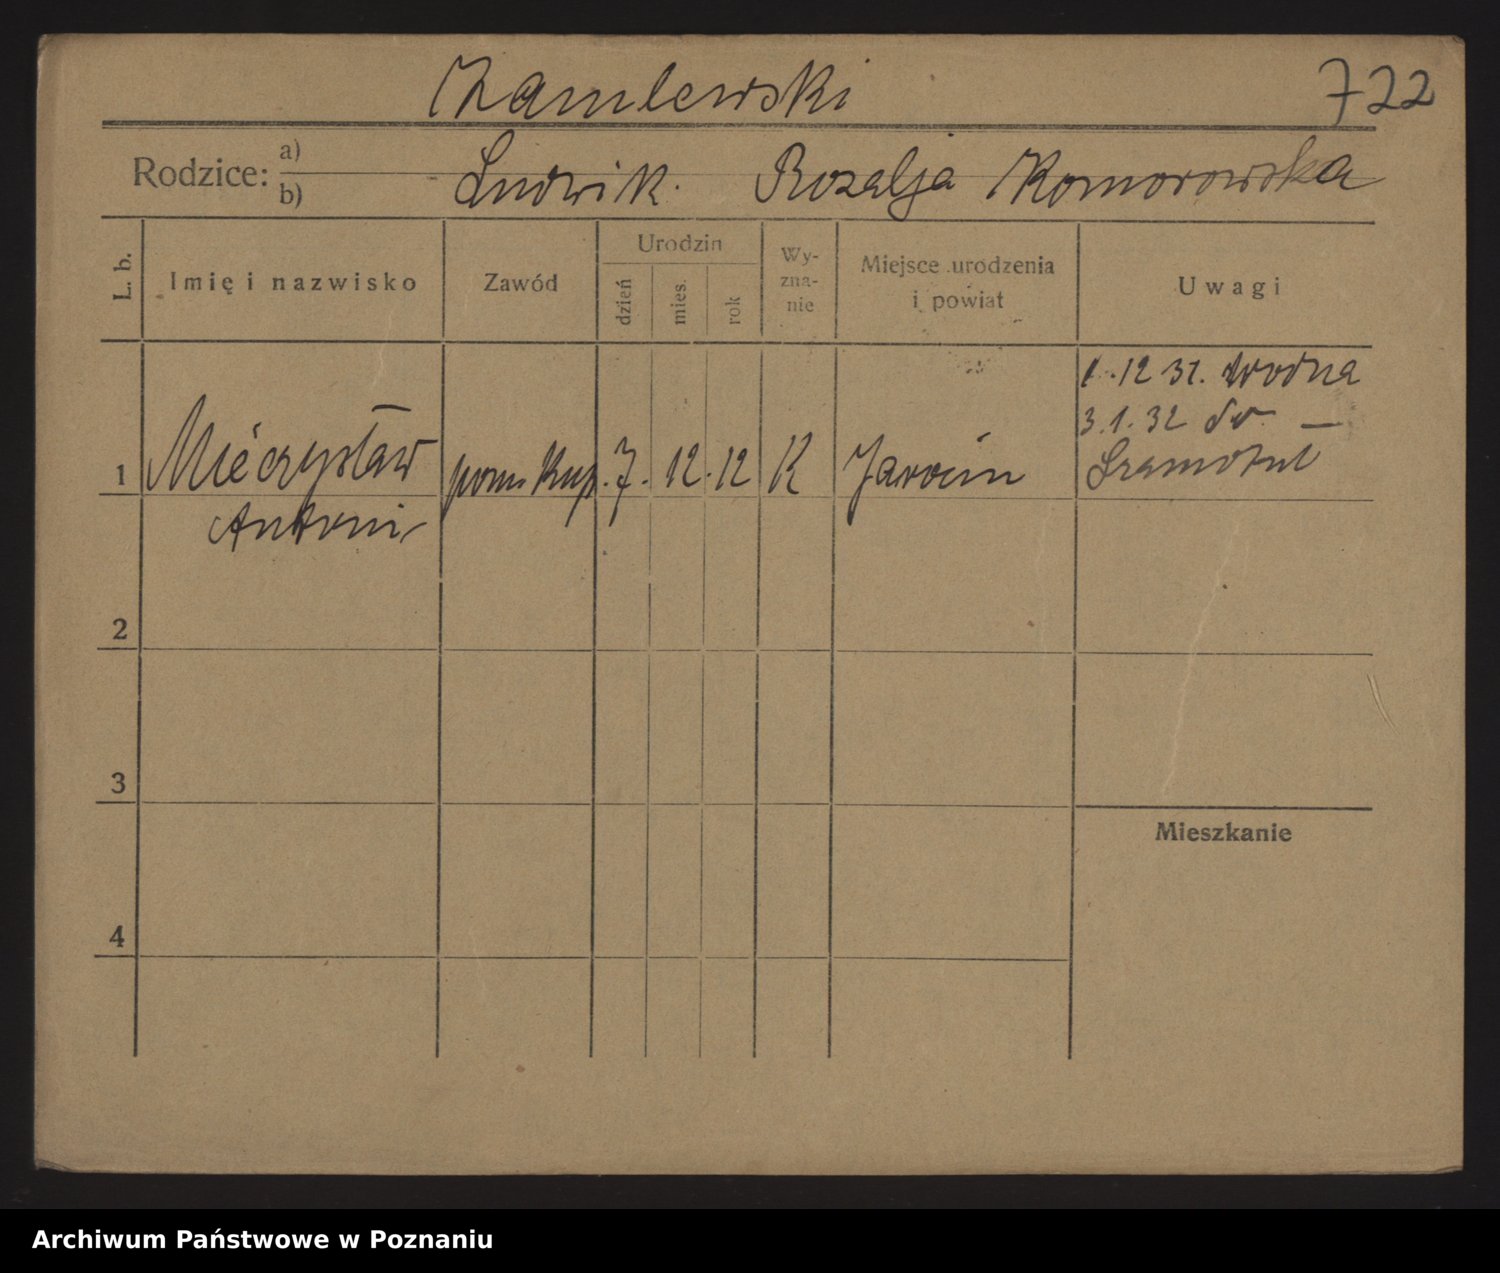 Kamlewski 722
Rodzice: a)
b) Ludwik. Rozalja Komorowska
L. b.
Imię i nazwisko
Zawód
Urodzin
dzień
mies.
rok
Wy-
zna-
nie
Miejsce urodzenia
i powiat
Uwagi
1.12 31. Wodna
3.1.32 do —
Szamotuł
1 Mieczysław pom. Kup. 7. 12. 12 K Jarocin
Antoni
2
3
Mieszkanie
4
Archiwum Państwowe w Poznaniu